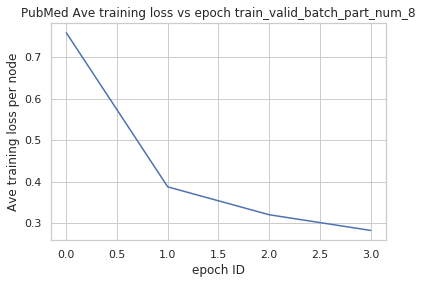 PubMed Ave training loss vs epoch train_valid_batch_part_num_8
Ave training loss per node
0.7
0.6
0.5
0.4
0.3
0.0 0.5 1.0 1.5 2.0 2.5 3.0
epoch ID